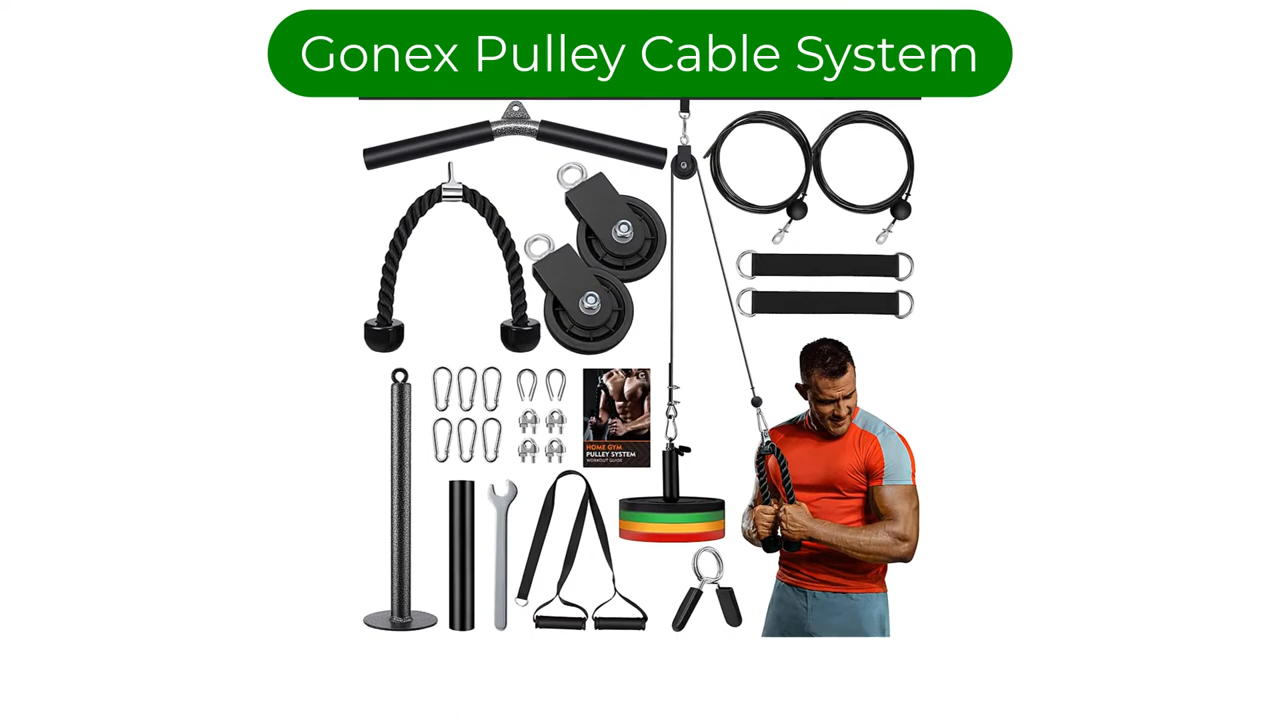 Gonex Pulley Cable System
HOME GYM
PULLEY SYSTEM
WORKOUT GUIDE